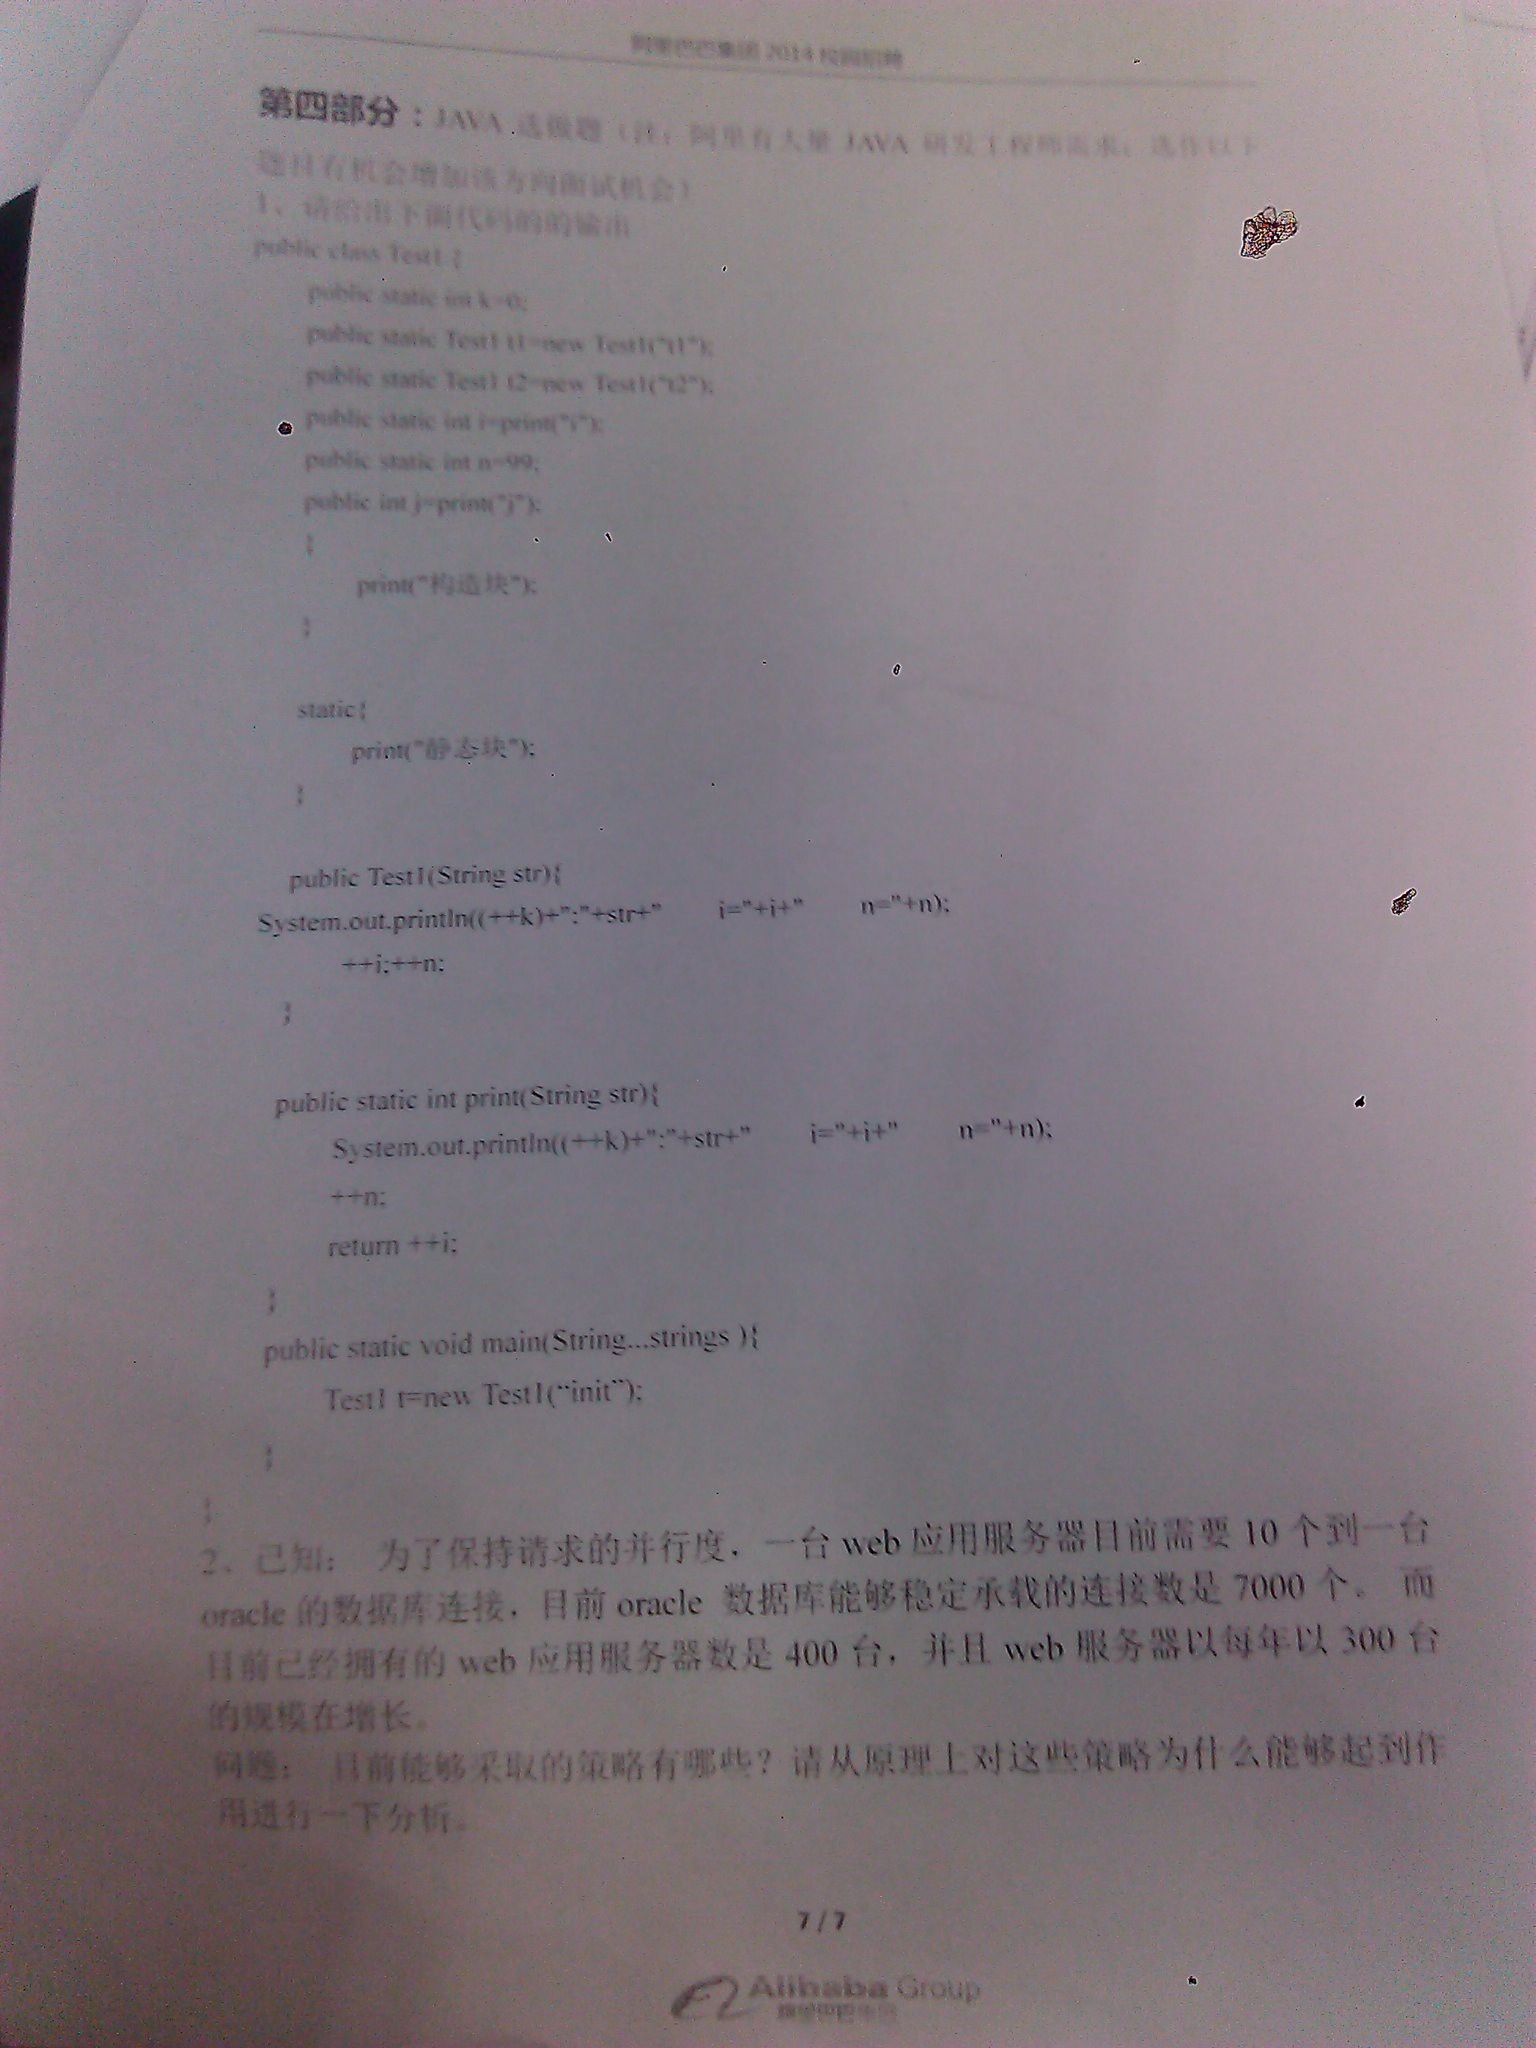 阿里巴巴集团 2014 校园招聘
第四部分：JAVA 选做题（注：阿里有大量 JAVA 研发工程师需求；选作以下
题目有机会增加该方向面试机会）
1、请给出下面代码的的输出
public class Test1 {
public static int k=0;
public static Test1 t1=new Test1("t1");
public static Test1 t2=new Test1("t2");
public static int i=print("i");
public static int n=99;
public int j=print("j");
{
print("构造块");
}
static{
print("静态块");
}
public Test1(String str){
System.out.println((++k)+":"+str+" i="+i+" n="+n);
++i;++n;
}
public static int print(String str){
System.out.println((++k)+":"+str+" i="+i+" n="+n);
++n;
return ++i;
}
public static void main(String...strings ){
Test1 t=new Test1(“init”);
}
}
2、已知： 为了保持请求的并行度，一台 web 应用服务器目前需要 10 个到一台
oracle 的数据库连接，目前 oracle 数据库能够稳定承载的连接数是 7000 个。 而
目前已经拥有的 web 应用服务器数是 400 台，并且 web 服务器以每年以 300 台
的规模在增长。
问题： 目前能够采取的策略有哪些？请从原理上对这些策略为什么能够起到作
用进行一下分析。
7 / 7
Alibaba Group
阿里巴巴集团